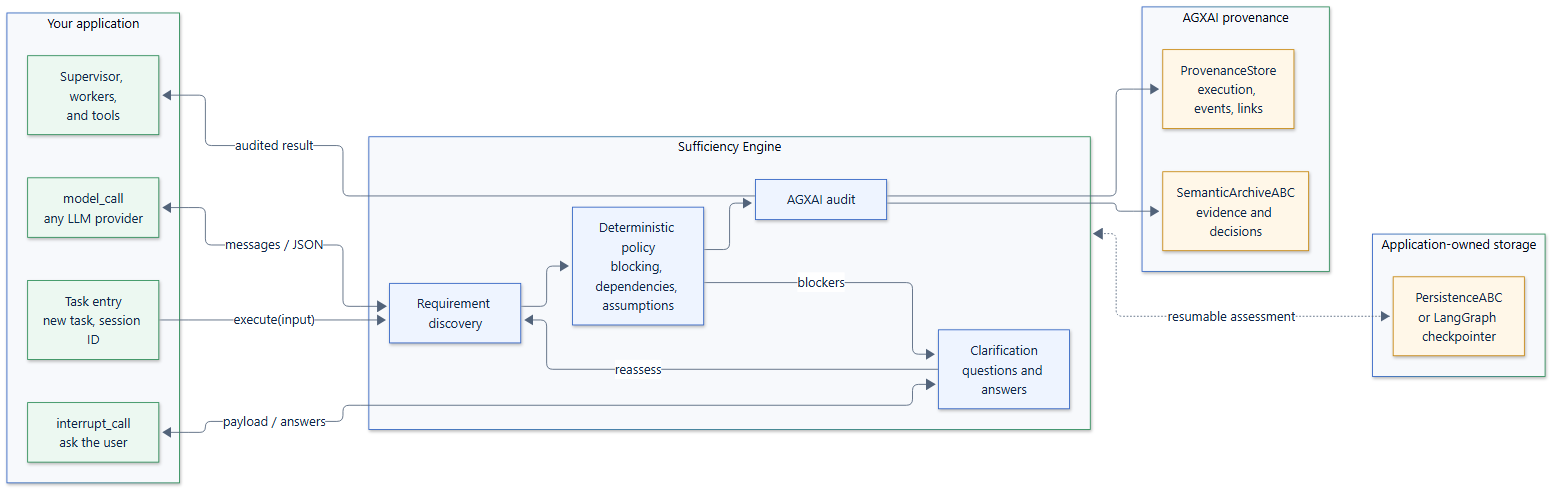 Your application
Supervisor,
workers,
and tools
model_call
any LLM provider
Task entry
new task, session
ID
interrupt_call
ask the user
audited result
messages / JSON
execute(input)
payload / answers
Sufficiency Engine
Requirement
discovery
Deterministic
policy
blocking,
dependencies,
assumptions
AGXAI audit
blockers
reassess
Clarification
questions and
answers
AGXAI provenance
ProvenanceStore
execution,
events, links
SemanticArchiveABC
evidence and
decisions
resumable assessment
Application-owned storage
PersistenceABC
or LangGraph
checkpointer